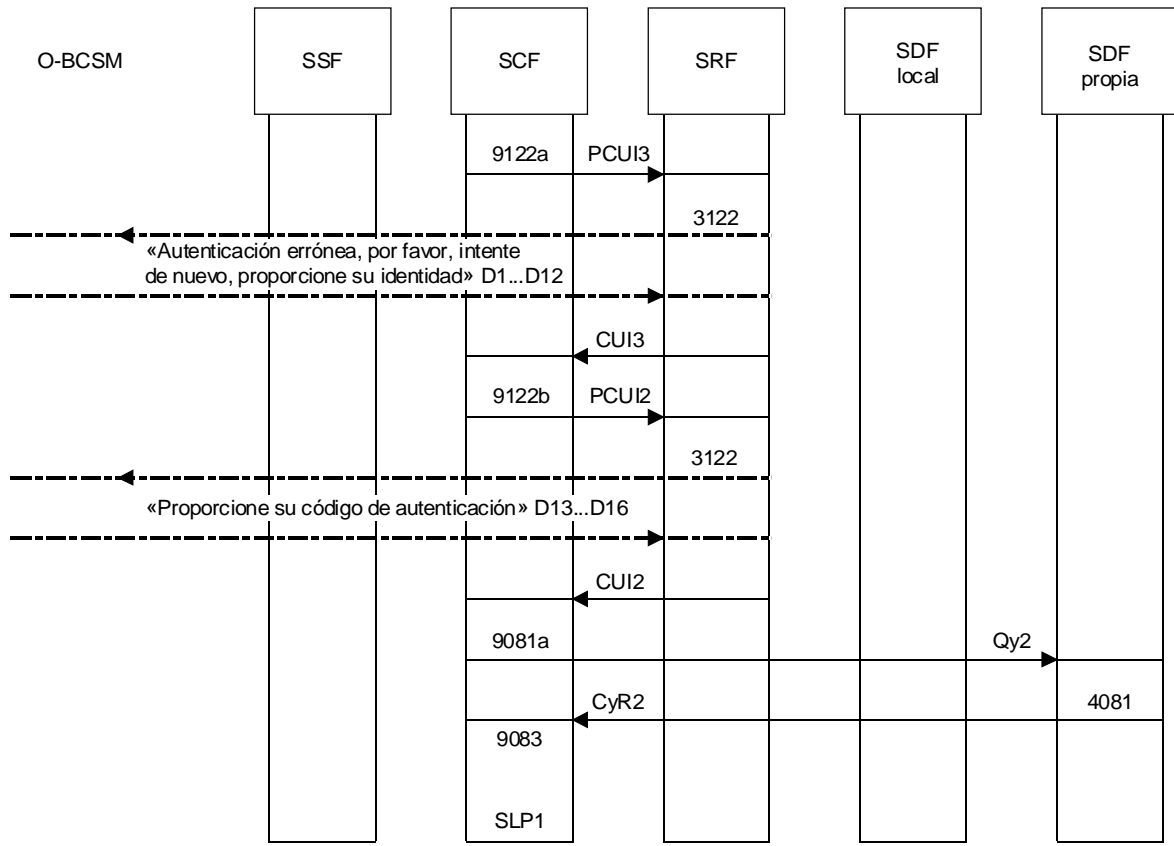 O-BCSM
SSF
SCF
SRF
SDF
local
SDF
propia
9122a
PCUI3
3122
«Autenticación errónea, por favor, intente
de nuevo, proporcione su identidad» D1...D12
CUI3
9122b
PCUI2
3122
«Proporcione su código de autenticación» D13...D16
CUI2
9081a
Qy2
CyR2
4081
9083
SLP1